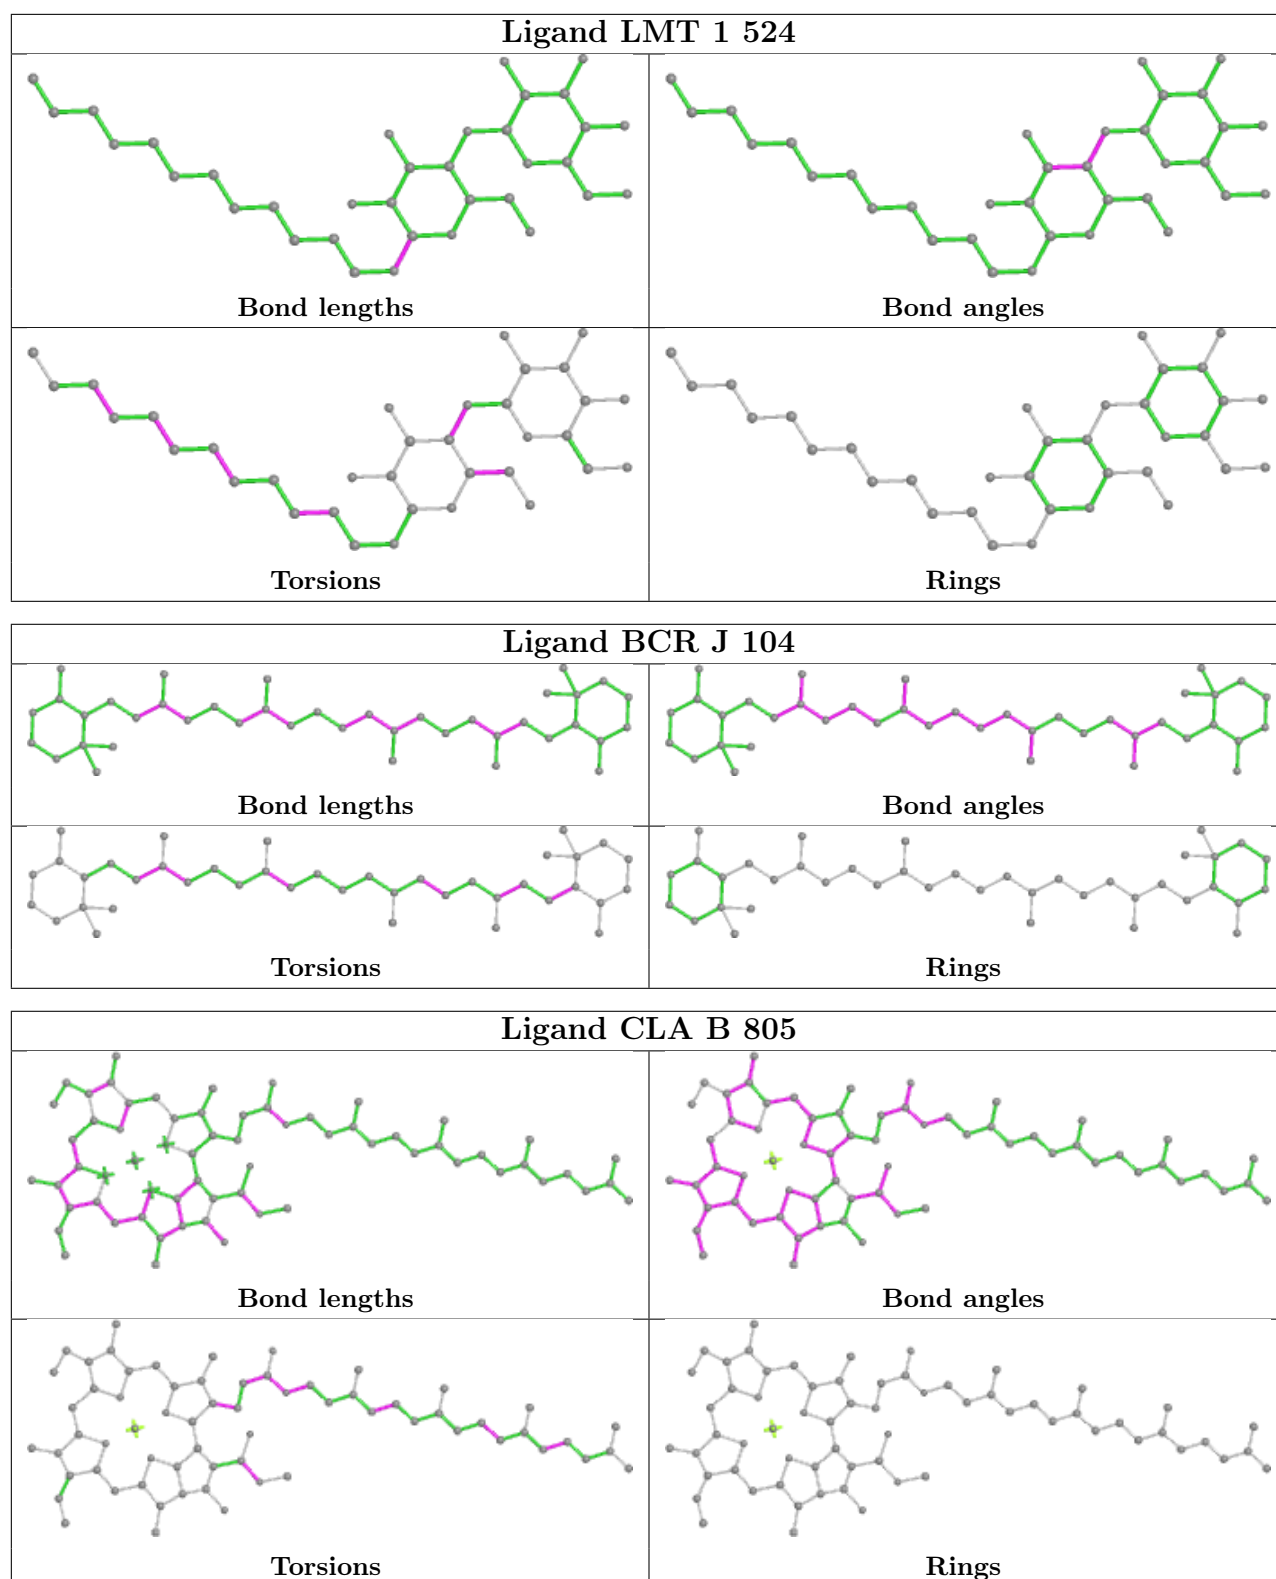 Ligand LMT 1 524
Bond lengths
Bond angles
Torsions
Rings
Ligand BCR J 104
Bond lengths
Bond angles
Torsions
Rings
Ligand CLA B 805
Bond lengths
Bond angles
Torsions
Rings